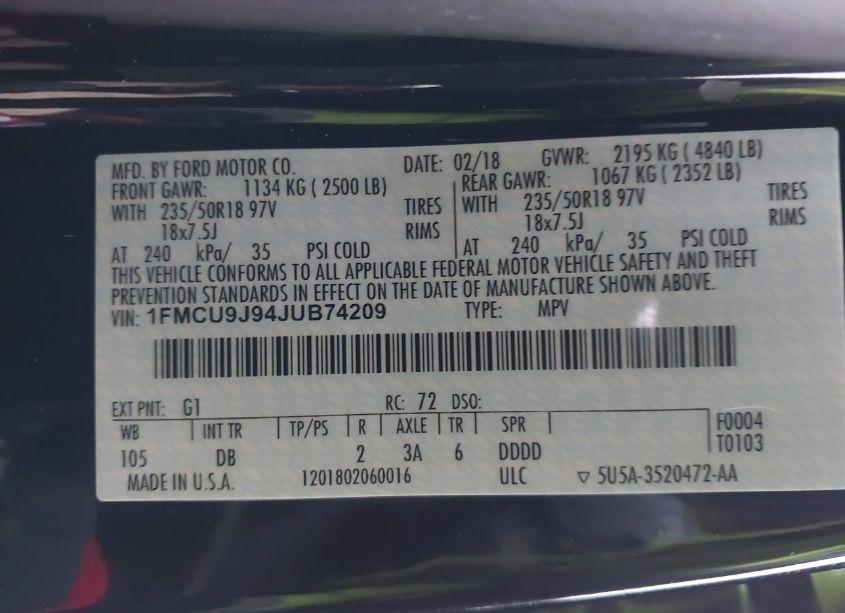 MFD. BY FORD MOTOR CO. DATE: 02/18 GVWR: 2195 KG ( 4840 LB)
FRONT GAWR: 1134 KG ( 2500 LB) REAR GAWR: 1067 KG ( 2352 LB)
WITH 235/50R18 97V TIRES WITH 235/50R18 97V TIRES
18x7.5J RIMS 18x7.5J RIMS
AT 240 kPa/ 35 PSI COLD AT 240 kPa/ 35 PSI COLD
THIS VEHICLE CONFORMS TO ALL APPLICABLE FEDERAL MOTOR VEHICLE SAFETY AND THEFT
PREVENTION STANDARDS IN EFFECT ON THE DATE OF MANUFACTURE SHOWN ABOVE.
VIN: 1FMCU9J94JUB74209 TYPE: MPV
EXT PNT: G1 RC: 72 DSO:
WB INT TR TP/PS R AXLE TR SPR F0004
105 DB 2 3A 6 DDDD T0103
MADE IN U.S.A. 1201802060016 ULC ▽ 5U5A-3520472-AA